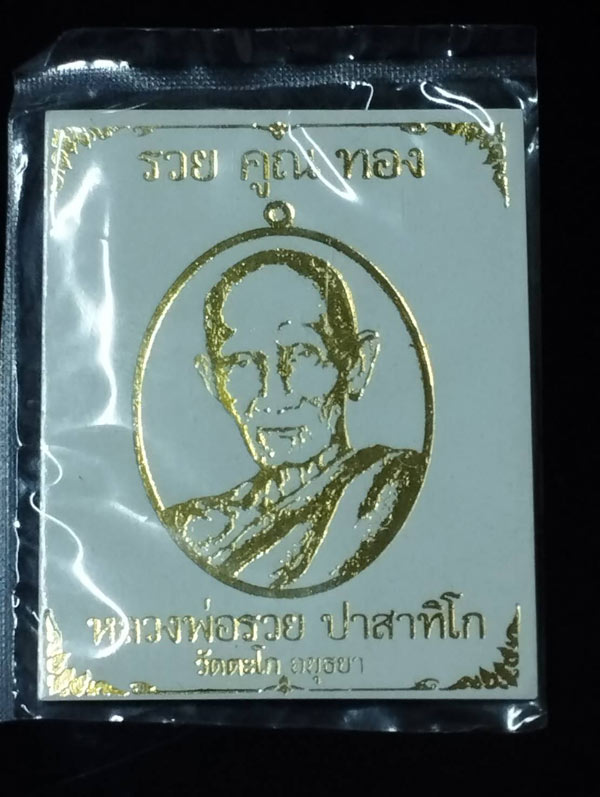 รวย คูณ ทอง
หลวงพ่อรวย ปาสาทิโก
วัดตะโก อยุธยา